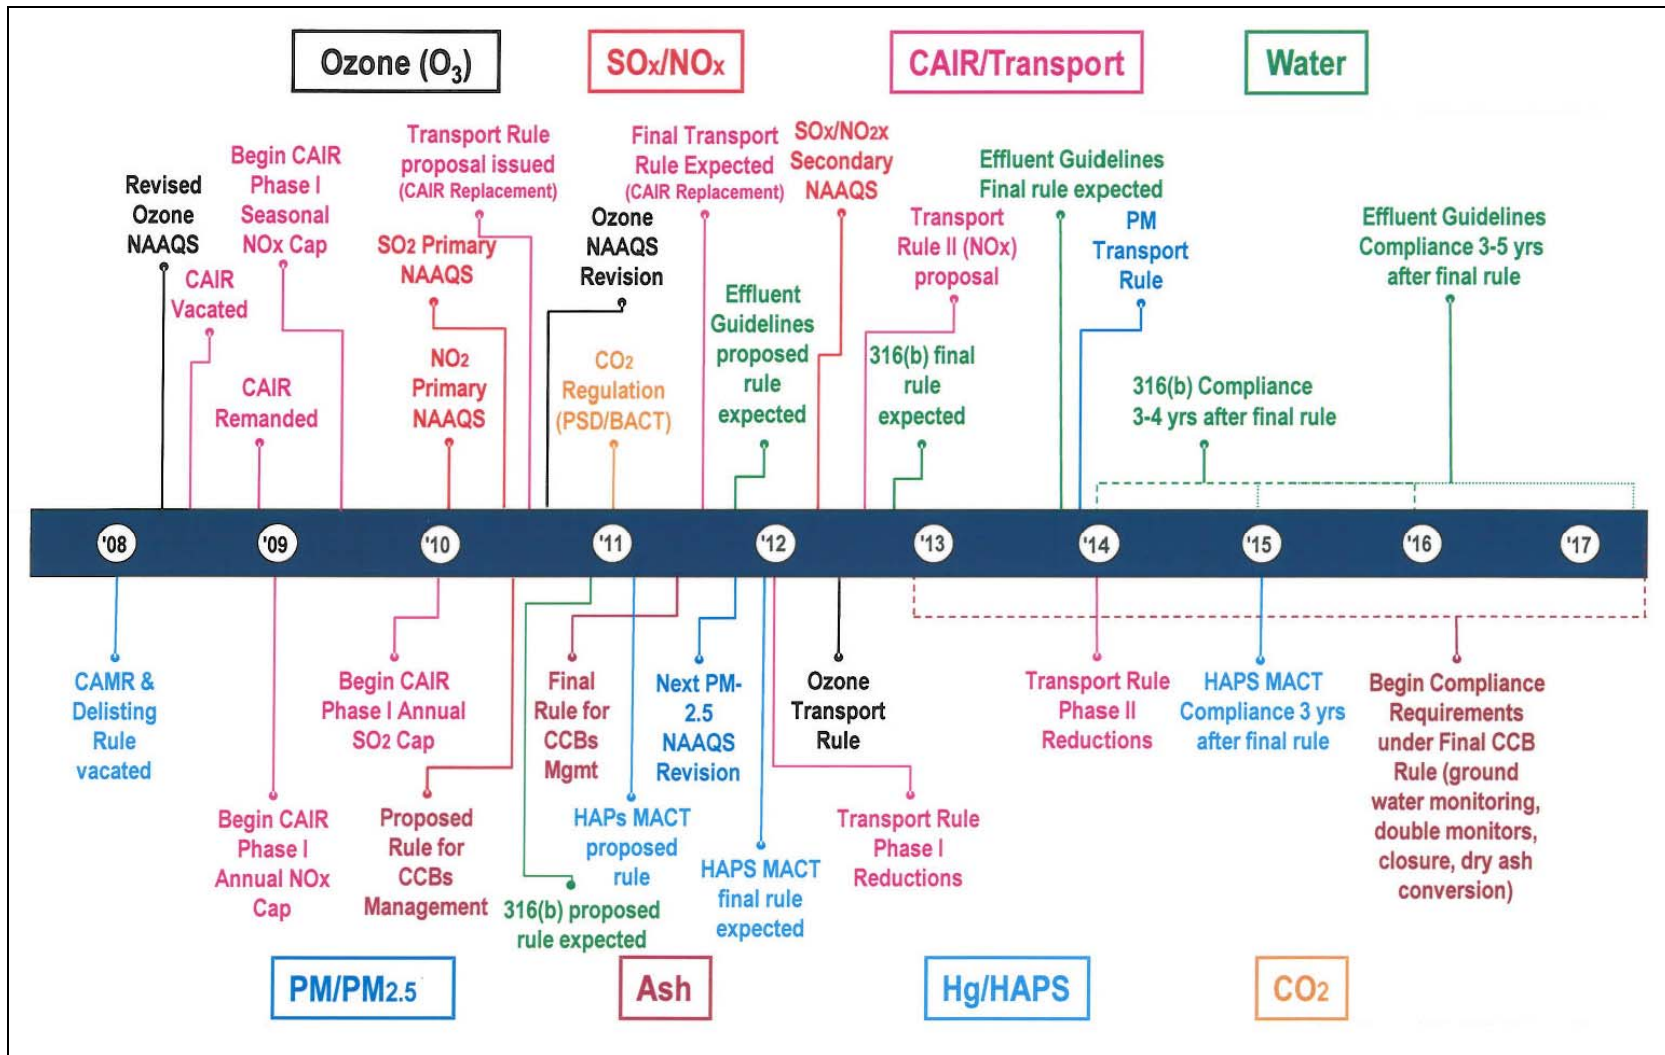 Ozone (O3)
SOx/NOx
CAIR/Transport
Water
Revised
Ozone
NAAQS
CAIR
Vacated
Begin CAIR
Phase I
Seasonal
NOx Cap
CAIR
Remanded
Transport Rule
proposal issued
(CAIR Replacement)
SO2 Primary
NAAQS
NO2
Primary
NAAQS
Ozone
NAAQS
Revision
CO2
Regulation
(PSD/BACT)
Final Transport
Rule Expected
(CAIR Replacement)
Effluent
Guidelines
proposed
rule
expected
SOx/NO2x
Secondary
NAAQS
Transport
Rule II (NOx)
proposal
316(b) final
rule
expected
Effluent Guidelines
Final rule expected
PM
Transport
Rule
316(b) Compliance
3-4 yrs after final rule
Effluent Guidelines
Compliance 3-5 yrs
after final rule
'08
'09
'10
'11
'12
'13
'14
'15
'16
'17
CAMR &
Delisting
Rule
vacated
Begin CAIR
Phase I
Annual NOx
Cap
Begin CAIR
Phase I Annual
SO2 Cap
Proposed
Rule for
CCBs
Management
316(b) proposed
rule expected
Final
Rule for
CCBs
Mgmt
HAPs MACT
proposed
rule
Next PM-
2.5
NAAQS
Revision
HAPS MACT
final rule
expected
Ozone
Transport
Rule
Transport Rule
Phase I
Reductions
Transport Rule
Phase II
Reductions
HAPS MACT
Compliance 3 yrs
after final rule
Begin Compliance
Requirements
under Final CCB
Rule (ground
water monitoring,
double monitors,
closure, dry ash
conversion)
PM/PM2.5
Ash
Hg/HAPS
CO2